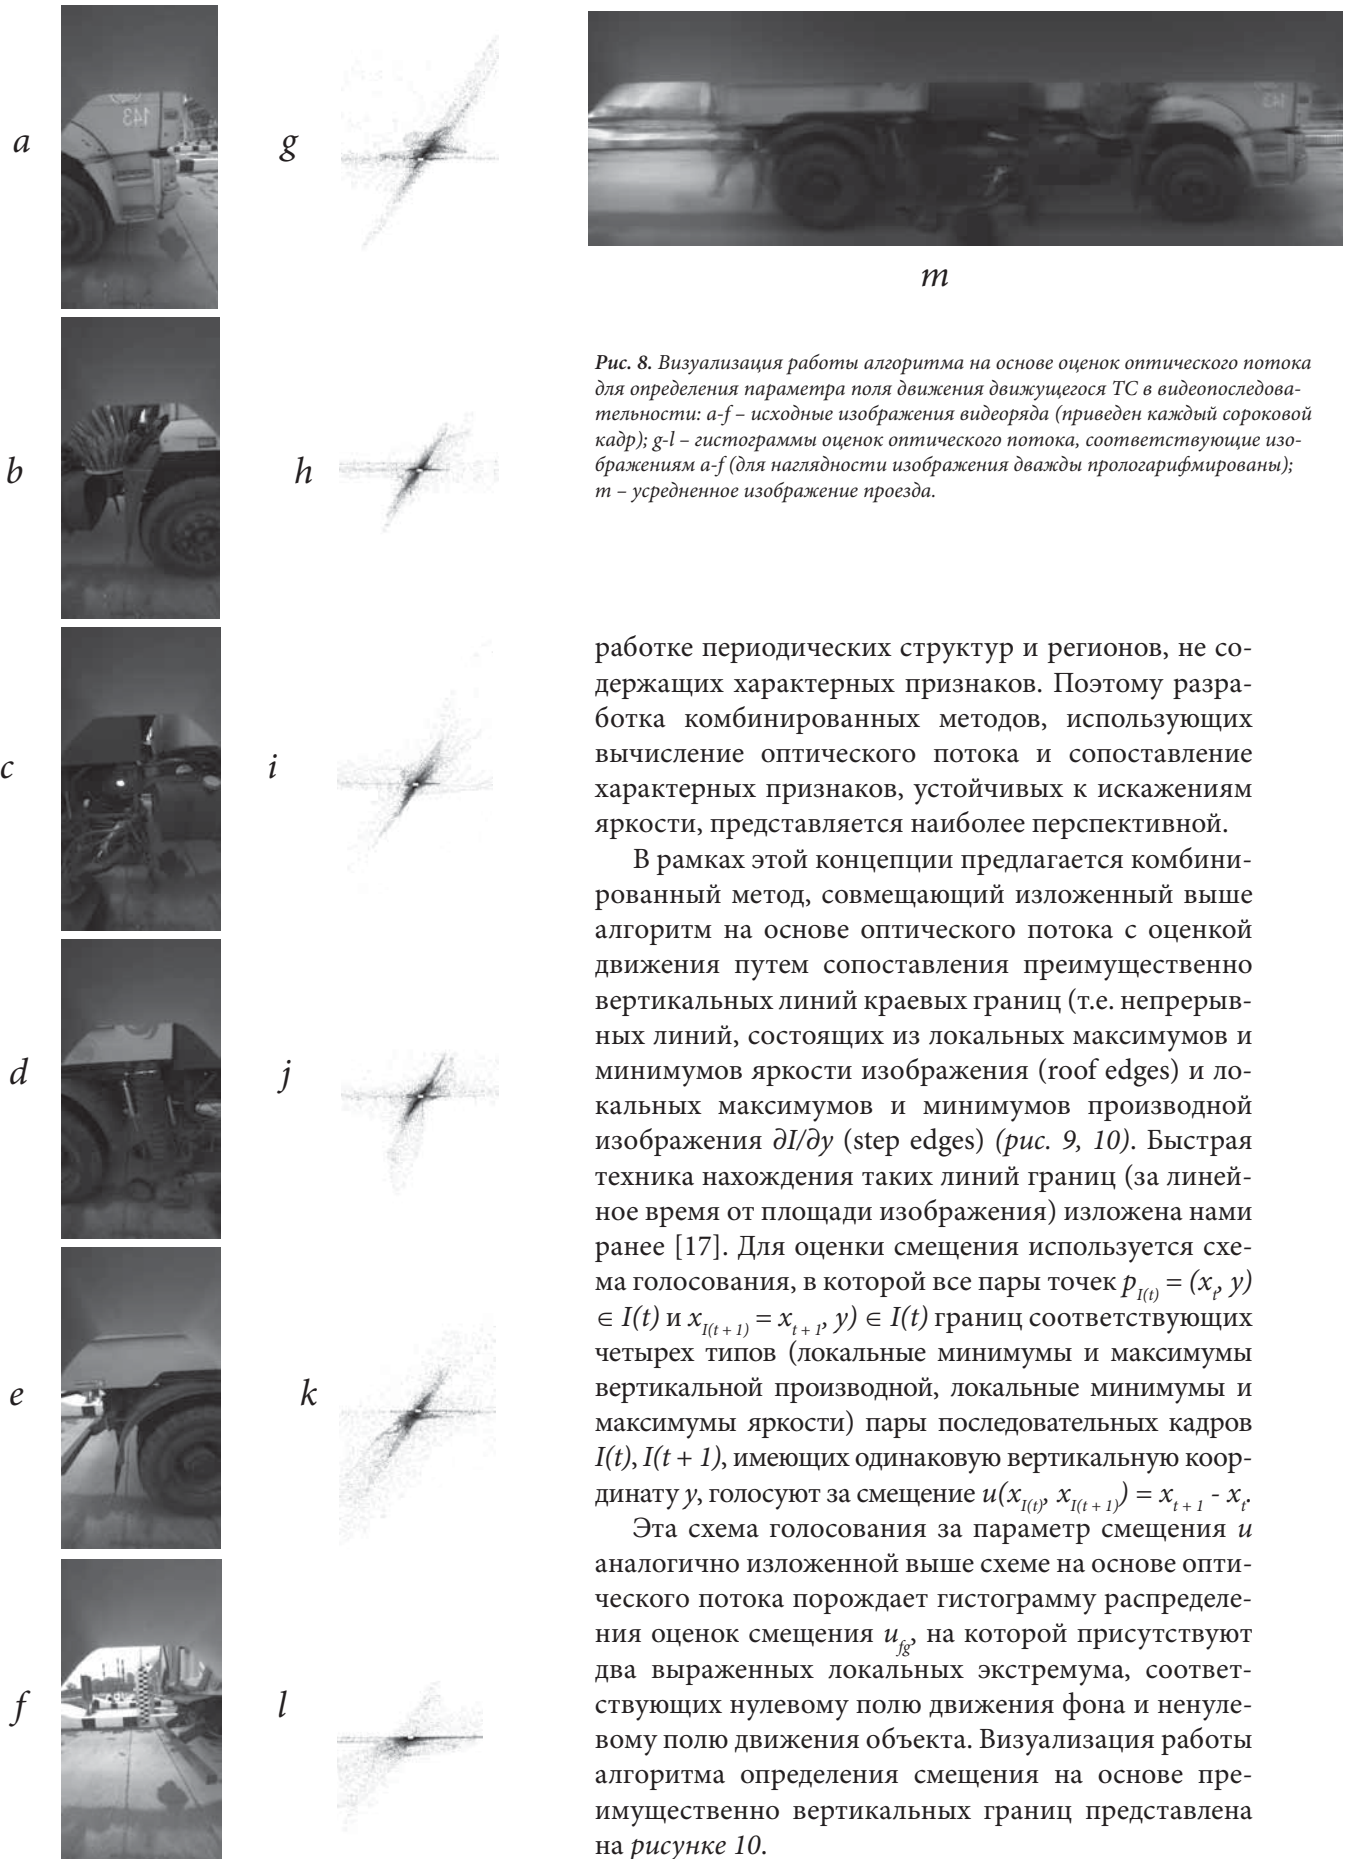 a
g
143
143
m
Рис. 8. Визуализация работы алгоритма на основе оценок оптического потока
для определения параметра поля движения движущегося ТС в видеопоследова-
тельности: a-f – исходные изображения видеоряда (приведен каждый сороковой
кадр); g-l – гистограммы оценок оптического потока, соответствующие изо-
бражениям a-f (для наглядности изображения дважды прологарифмированы);
m – усредненное изображение проезда.
b
h
c
i
d
j
e
k
f
l
работке периодических структур и регионов, не со-
держащих характерных признаков. Поэтому разра-
ботка комбинированных методов, использующих
вычисление оптического потока и сопоставление
характерных признаков, устойчивых к искажениям
яркости, представляется наиболее перспективной.
В рамках этой концепции предлагается комбини-
рованный метод, совмещающий изложенный выше
алгоритм на основе оптического потока с оценкой
движения путем сопоставления преимущественно
вертикальных линий краевых границ (т.е. непрерыв-
ных линий, состоящих из локальных максимумов и
минимумов яркости изображения (roof edges) и ло-
кальных максимумов и минимумов производной
изображения ∂I/∂y (step edges) (рис. 9, 10). Быстрая
техника нахождения таких линий границ (за линей-
ное время от площади изображения) изложена нами
ранее [17]. Для оценки смещения используется схе-
ма голосования, в которой все пары точек p_I(t) = (x_t, y)
∈ I(t) и x_I(t + 1) = x_t + 1, y) ∈ I(t) границ соответствующих
четырех типов (локальные минимумы и максимумы
вертикальной производной, локальные минимумы и
максимумы яркости) пары последовательных кадров
I(t), I(t + 1), имеющих одинаковую вертикальную коор-
динату y, голосуют за смещение u(x_I(t), x_I(t + 1)) = x_t + 1 - x_t.
Эта схема голосования за параметр смещения u
аналогично изложенной выше схеме на основе опти-
ческого потока порождает гистограмму распределе-
ния оценок смещения u_fg, на которой присутствуют
два выраженных локальных экстремума, соответ-
ствующих нулевому полю движения фона и ненуле-
вому полю движения объекта. Визуализация работы
алгоритма определения смещения на основе пре-
имущественно вертикальных границ представлена
на рисунке 10.